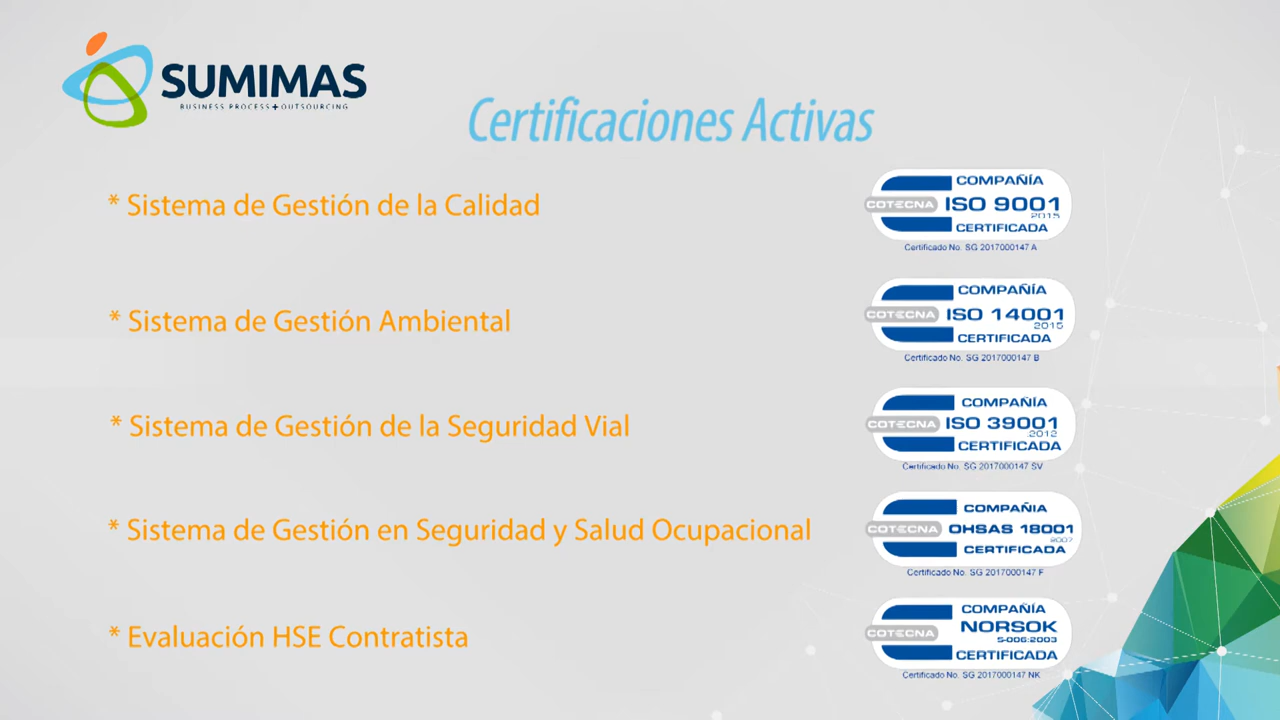 SUMIMAS
BUSINESS PROCESS + OUTSOURCING
Certificaciones Activas
* Sistema de Gestión de la Calidad
COMPAÑÍA
COTECNA ISO 9001
2015
CERTIFICADA
Certificado No. SG 2017000147 A
* Sistema de Gestión Ambiental
COMPAÑÍA
COTECNA ISO 14001
2015
CERTIFICADA
Certificado No. SG 2017000147 B
* Sistema de Gestión de la Seguridad Vial
COMPAÑÍA
COTECNA ISO 39001
2012
CERTIFICADA
Certificado No. SG 2017000147 SV
* Sistema de Gestión en Seguridad y Salud Ocupacional
COMPAÑIA
COTECNA OHSAS 18001
2007
CERTIFICADA
Certificado No. SG 2017000147 F
* Evaluación HSE Contratista
COMPAÑÍA
NORSOK
COTECNA S-006:2003
CERTIFICADA
Certificado No. SG 2017000147 NK